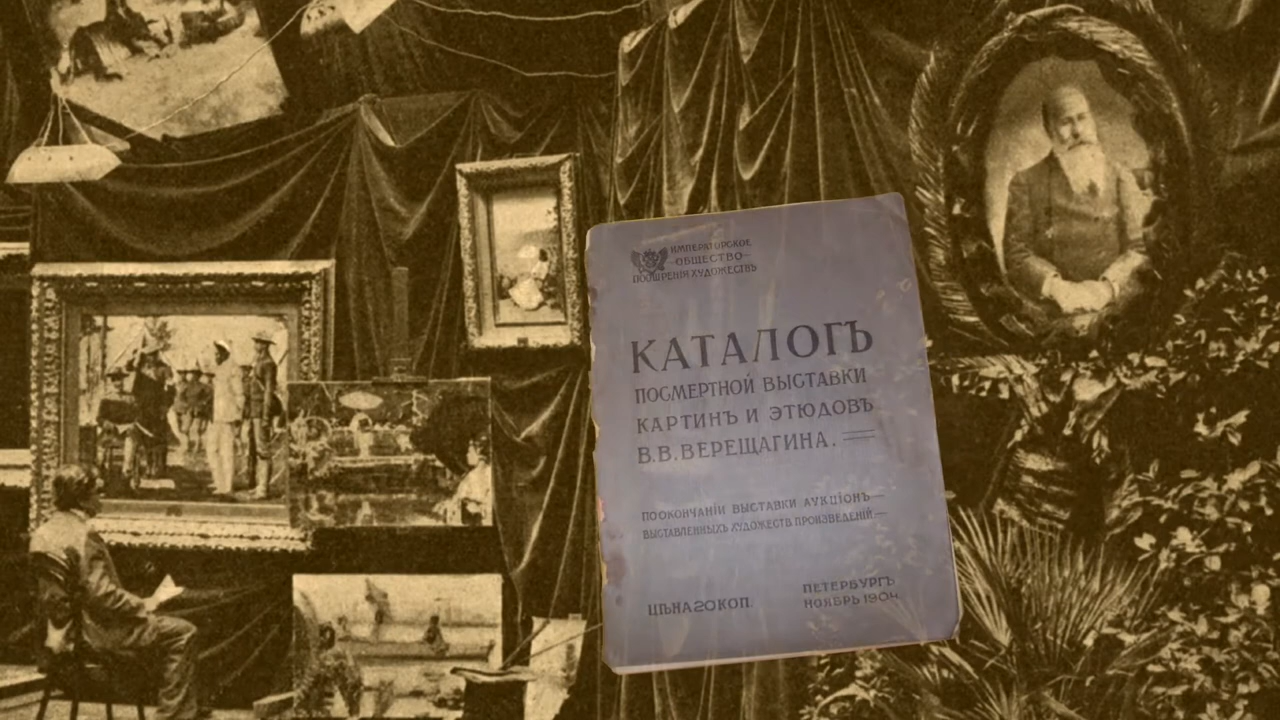 ИМПЕРАТОРСКОЕ
ОБЩЕСТВО
ПООЩРЕНІЯ ХУДОЖЕСТВЪ
КАТАЛОГЪ
ПОСМЕРТНОЙ ВЫСТАВКИ
КАРТИНЪ И ЭТЮДОВЪ
В.В.ВЕРЕЩАГИНА.
ПО ОКОНЧАНІИ ВЫСТАВКИ АУКЦІОНЪ
ВЫСТАВЛЕННЫХЪ ХУДОЖЕСТВ ПРОИЗВЕДЕНІЙ
ЦѢНА 20 КОП.
ПЕТЕРБУРГЪ
НОЯБРЬ 1904